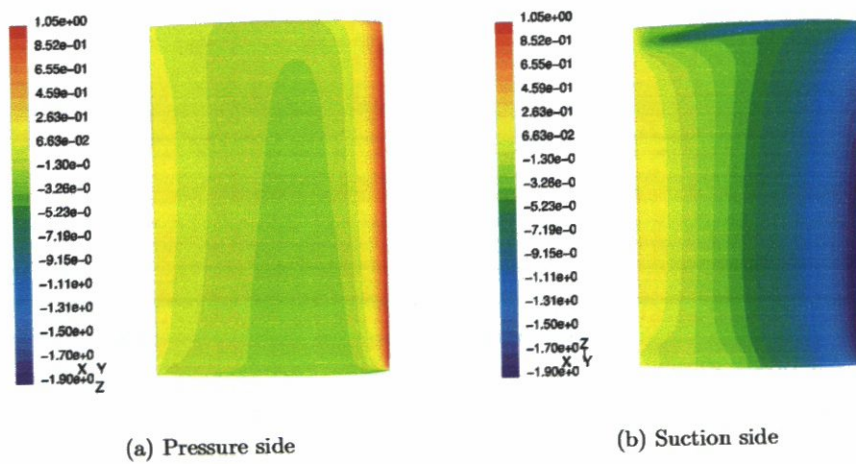 1.05e+00
8.52e-01
6.55e-01
4.59e-01
2.63e-01
6.63e-02
-1.30e-0
-3.26e-0
-5.23e-0
-7.19e-0
-9.15e-0
-1.11e+0
-1.31e+0
-1.50e+0
-1.70e+0
-1.90e+0
X Y
Z
(a) Pressure side
1.05e+00
8.52e-01
6.55e-01
4.59e-01
2.63e-01
6.63e-02
-1.30e-0
-3.26e-0
-5.23e-0
-7.19e-0
-9.15e-0
-1.11e+0
-1.31e+0
-1.50e+0
-1.70e+0
-1.90e+0
Z
X Y
(b) Suction side